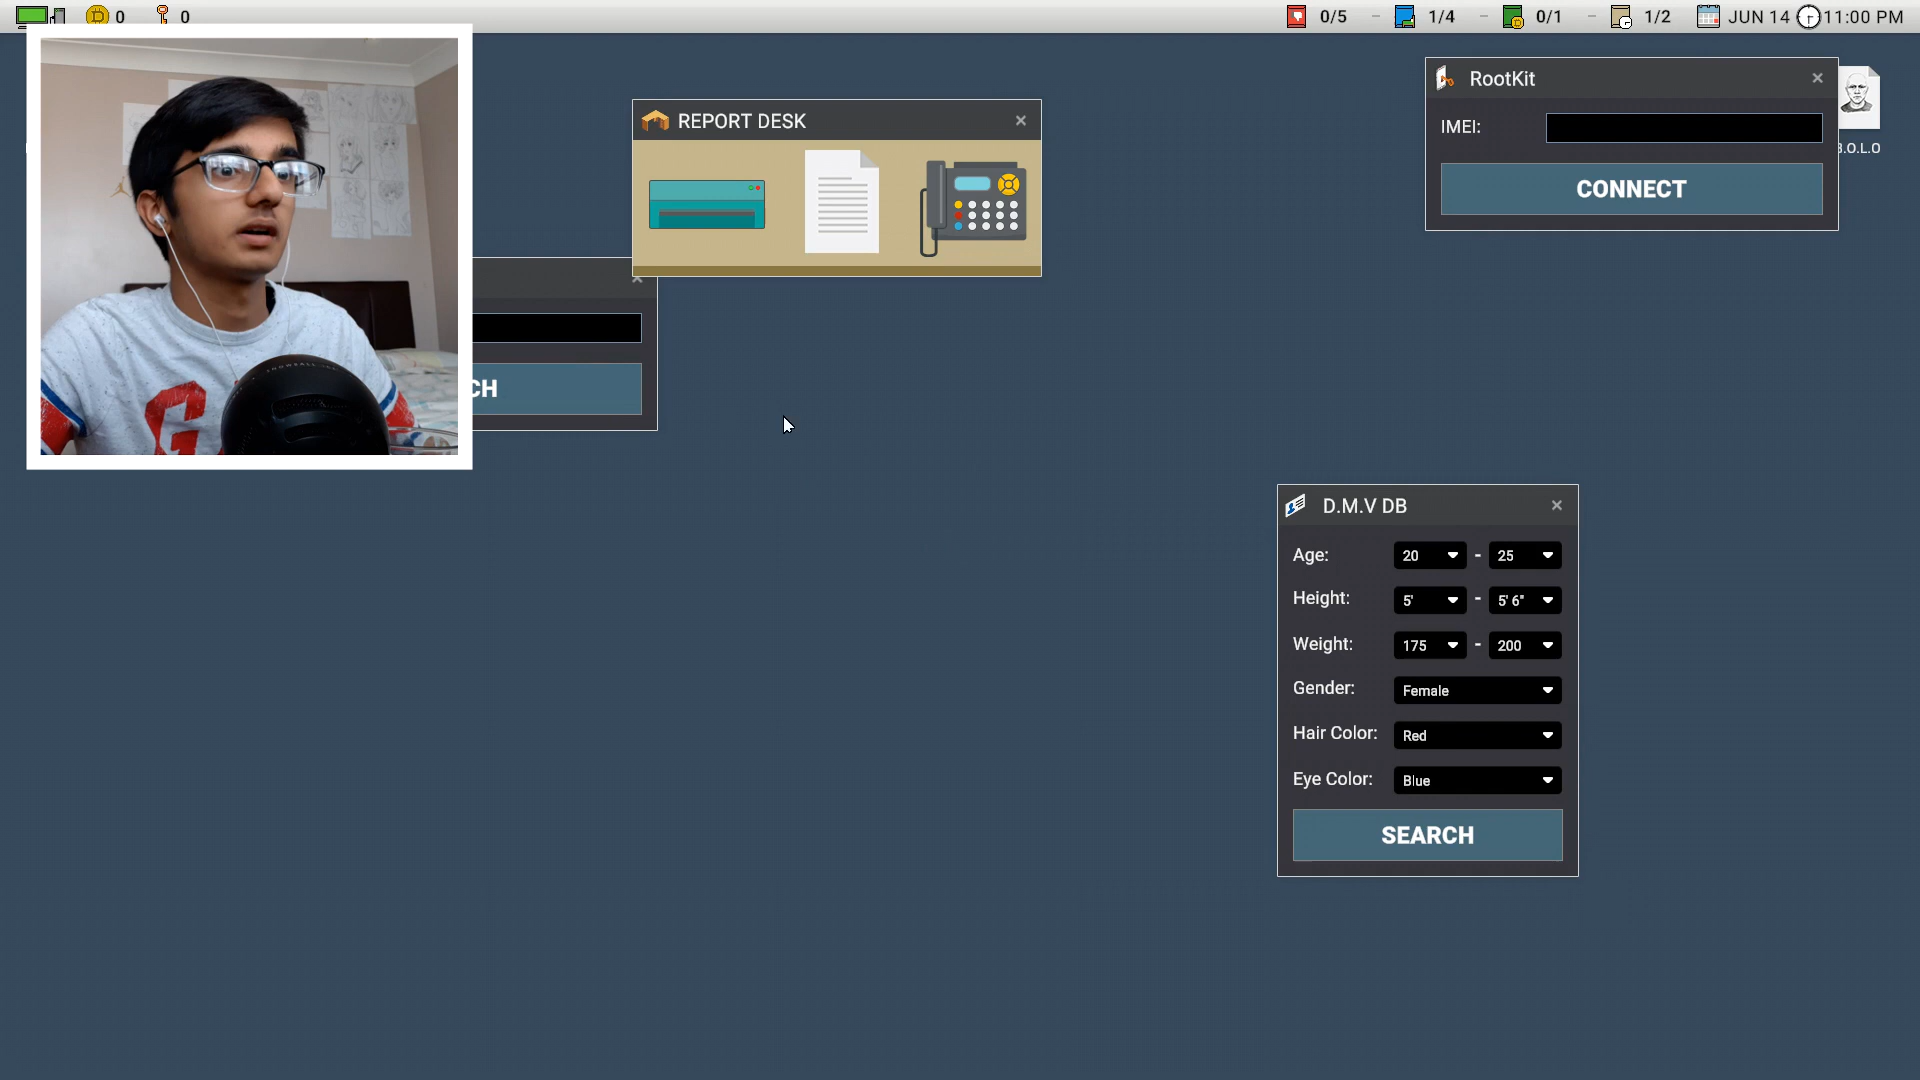 0 0 0/5 - 1/4 - 0/1 - 1/2 JUN 14 11:00 PM
RootKit
IMEI:
CONNECT
B.O.L.O
REPORT DESK
CH
SNOWBALL
G
D.M.V DB
Age: 20 - 25
Height: 5' - 5' 6"
Weight: 175 - 200
Gender: Female
Hair Color: Red
Eye Color: Blue
SEARCH